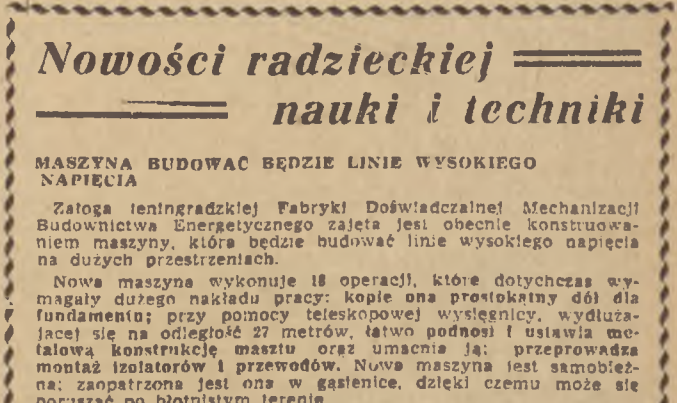 Nowości radzieckiej
nauki i techniki
MASZYNA BUDOWAĆ BĘDZIE LINIE WYSOKIEGO
NAPIĘCIA
Załoga leningradzkiej Fabryki Doświadczalnej Mechanizacji
Budownictwa Energetycznego zajęta jest obecnie konstruowa-
niem maszyny, która będzie budować linie wysokiego napięcia
na dużych przestrzeniach.
Nowa maszyna wykonuje 18 operacji, które dotychczas wy-
magały dużego nakładu pracy: kopie ona prostokątny dół dla
fundamentu; przy pomocy teleskopowej wysięgnicy, wydłuża-
jącej się na odległość 27 metrów, łatwo podnosi i ustawia me-
talową konstrukcję masztu oraz umacnia ją; przeprowadza
montaż izolatorów i przewodów. Nowa maszyna jest samobież-
na; zaopatrzona jest ona w gąsienice, dzięki czemu może się
poruszać po błotnistym terenie